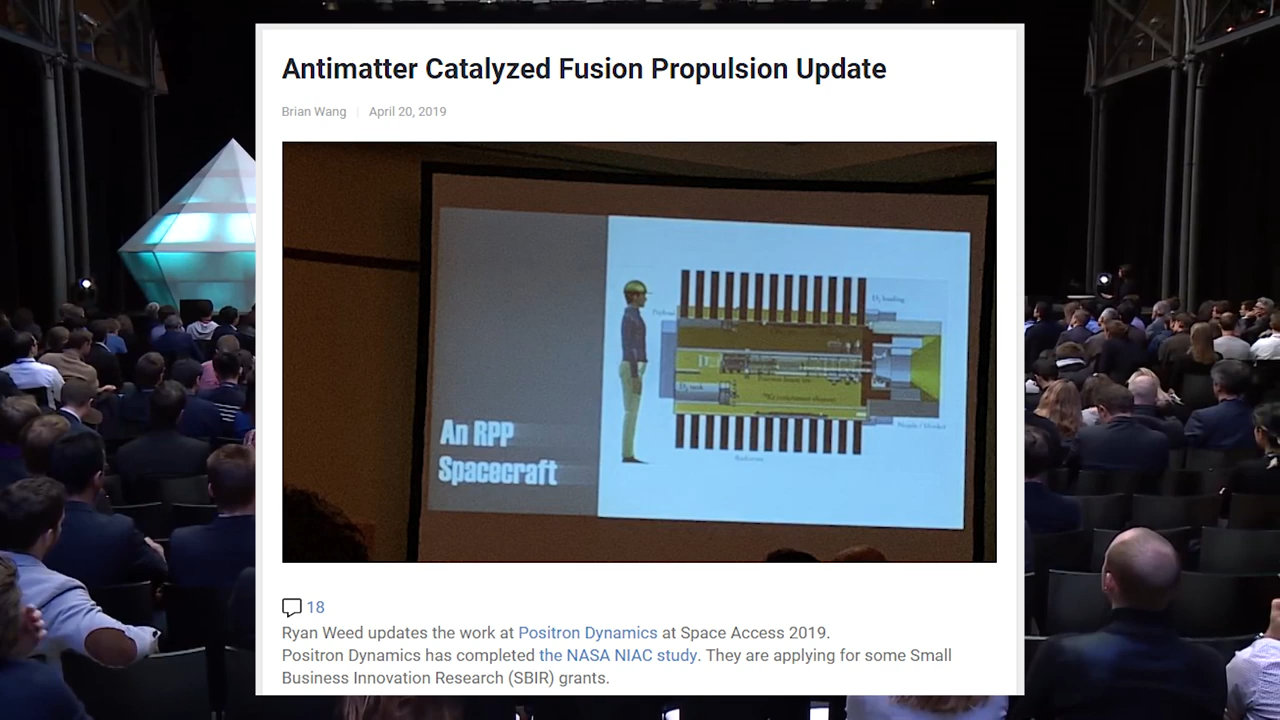 Antimatter Catalyzed Fusion Propulsion Update
Brian Wang | April 20, 2019
An RPP
Spacecraft
D₂ tank
18
Ryan Weed updates the work at Positron Dynamics at Space Access 2019.
Positron Dynamics has completed the NASA NIAC study. They are applying for some Small
Business Innovation Research (SBIR) grants.